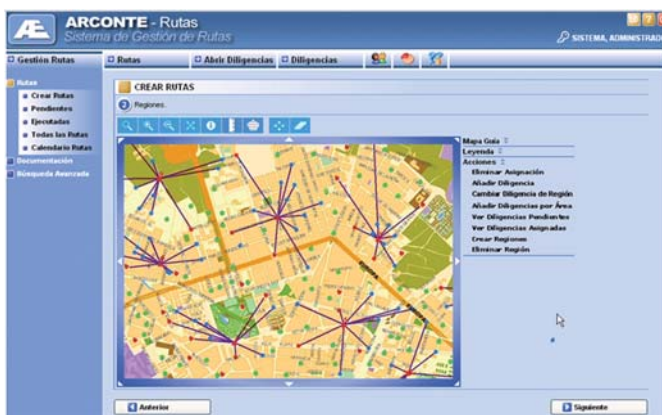 Æ
ARCONTE - Rutas
Sistema de Gestión de Rutas
SISTEMA, ADMINISTRAD
Gestión Rutas
Rutas
Abrir Diligencias
Diligencias
Rutas
Crear Rutas
Pendientes
Ejecutadas
Todas las Rutas
Calendario Rutas
Documentación
Búsqueda Avanzada
CREAR RUTAS
2 Regiones.
Mapa Guía
Leyenda
Acciones
Eliminar Asignación
Añadir Diligencia
Cambiar Diligencia de Región
Añadir Diligencias por Área
Ver Diligencias Pendientes
Ver Diligencias Asignadas
Crear Regiones
Eliminar Región
Anterior
Siguiente